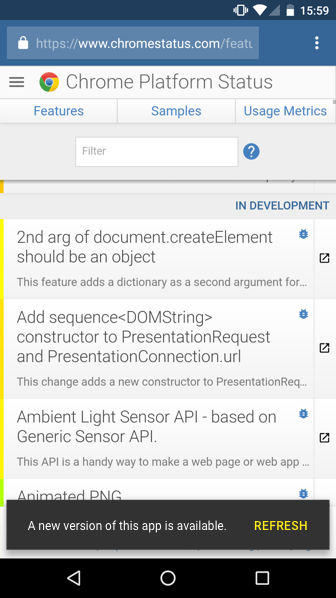 15:59
https://www.chromestatus.com/featu
Chrome Platform Status
Features
Samples
Usage Metrics
Filter
?
IN DEVELOPMENT
2nd arg of document.createElement
should be an object
This feature adds a dictionary as a second argument for...
Add sequence<DOMString>
constructor to PresentationRequest
and PresentationConnection.url
This change adds a new constructor to PresentationReq...
Ambient Light Sensor API - based on
Generic Sensor API.
This API is a handy way to make a web page or web app ...
Animated PNG
A new version of this app is available.
REFRESH